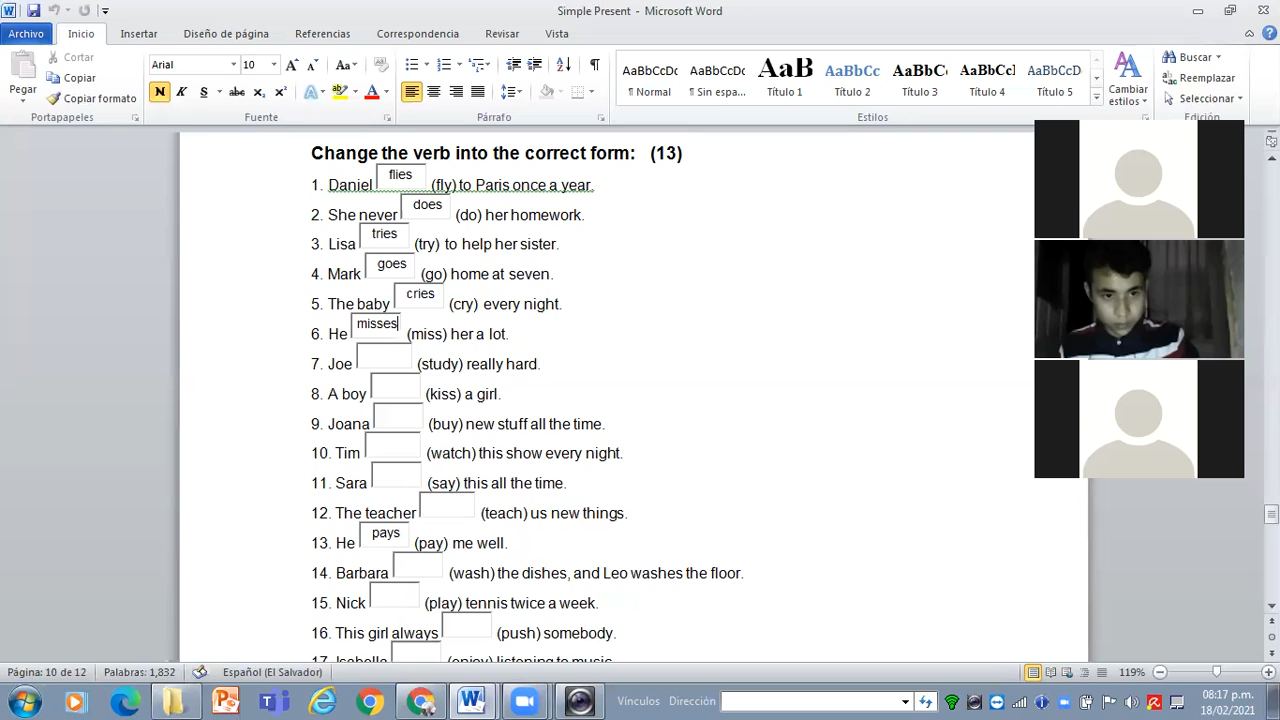 Simple Present - Microsoft Word
Archivo Inicio Insertar Diseño de página Referencias Correspondencia Revisar Vista
Pegar
Cortar
Copiar
Copiar formato
Portapapeles
Arial 10
Fuente
Párrafo
AaBbCcDc AaBbCcDc AaB AaBbCc AaBbC AaBbCc AaBbCcD
¶ Normal ¶ Sin espa... Título 1 Título 2 Título 3 Título 4 Título 5
Estilos
Cambiar estilos
Buscar
Reemplazar
Seleccionar
Edición
Change the verb into the correct form: (13)
1. Daniel flies (fly) to Paris once a year.
2. She never does (do) her homework.
3. Lisa tries (try) to help her sister.
4. Mark goes (go) home at seven.
5. The baby cries (cry) every night.
6. He misses (miss) her a lot.
7. Joe (study) really hard.
8. A boy (kiss) a girl.
9. Joana (buy) new stuff all the time.
10. Tim (watch) this show every night.
11. Sara (say) this all the time.
12. The teacher (teach) us new things.
13. He pays (pay) me well.
14. Barbara (wash) the dishes, and Leo washes the floor.
15. Nick (play) tennis twice a week.
16. This girl always (push) somebody.
17. Isabella (enjoy) listening to music.
Página: 10 de 12 Palabras: 1,832 Español (El Salvador) 119%
Vínculos Dirección
08:17 p.m.
18/02/2021